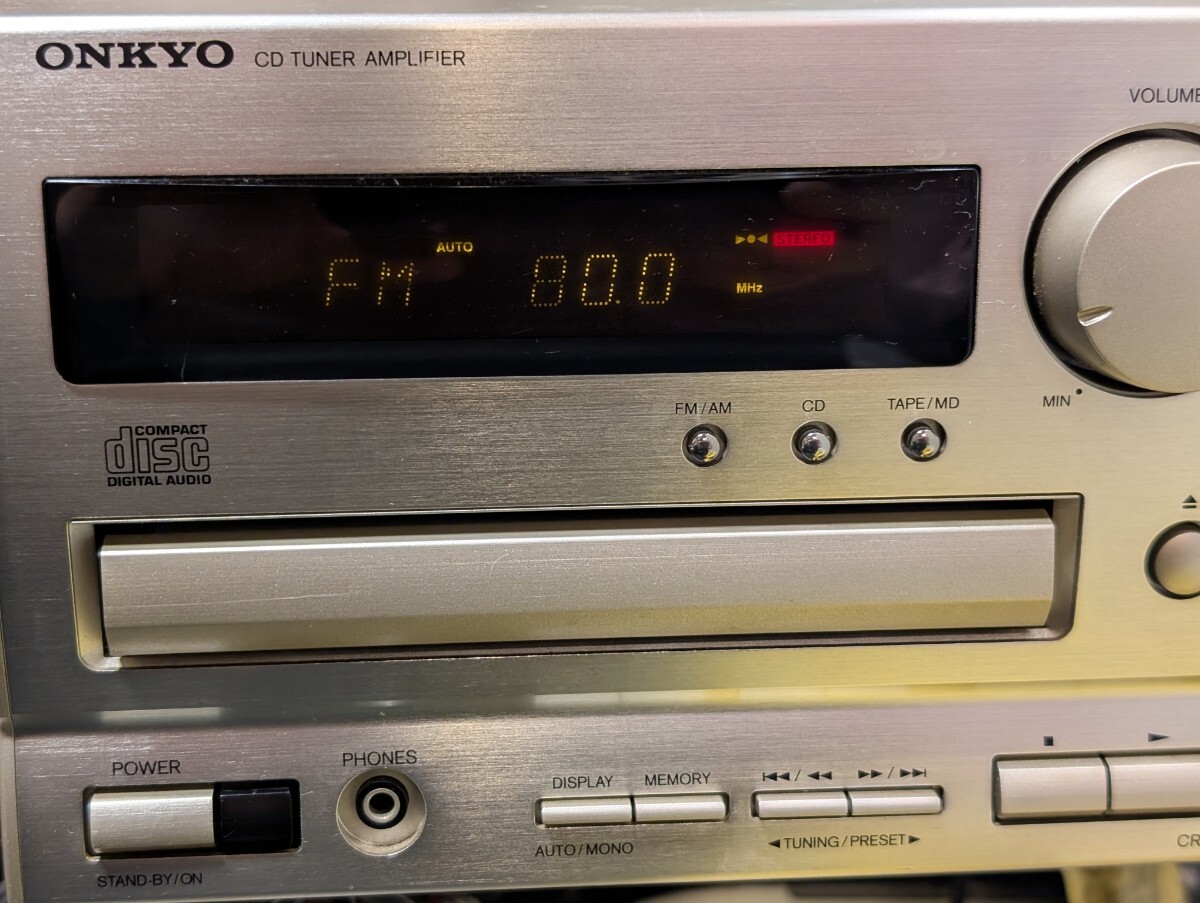 ONKYO CD TUNER AMPLIFIER
VOLUME
AUTO
STEREO
FM 80.0 MHz
FM/AM CD TAPE/MD
MIN
COMPACT
disc
DIGITAL AUDIO
POWER
PHONES
DISPLAY MEMORY
AUTO/MONO
TUNING/PRESET
STAND-BY/ON